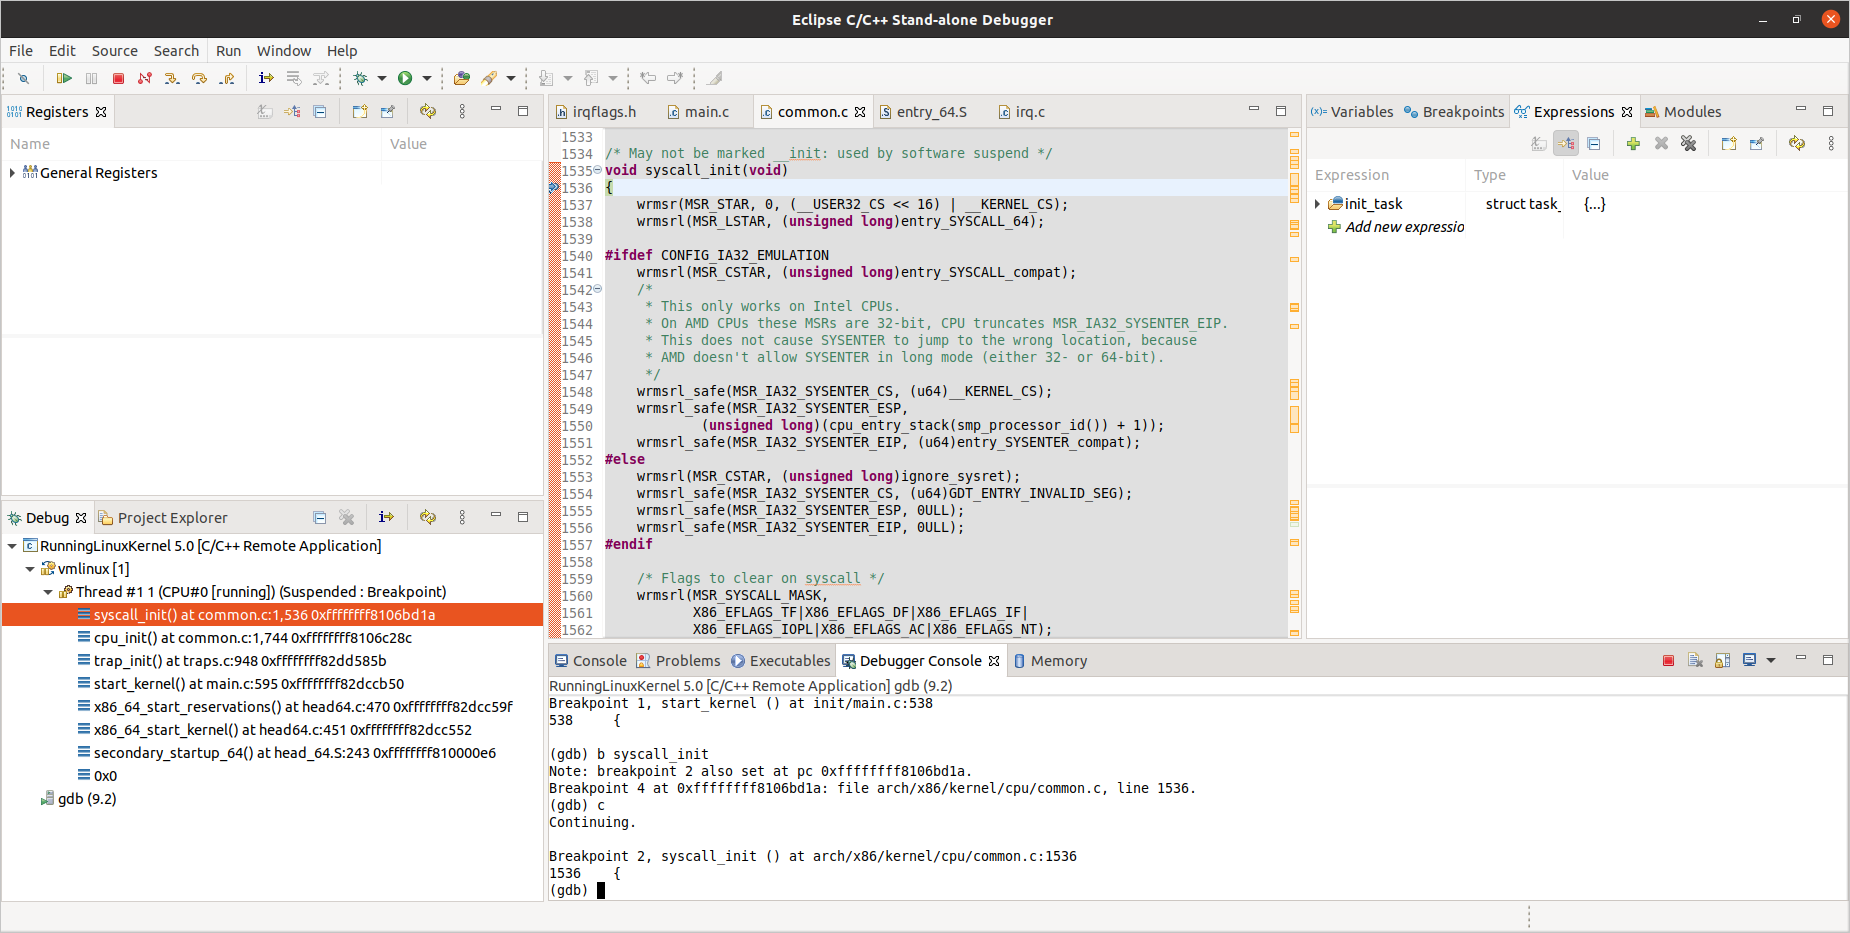 Eclipse C/C++ Stand-alone Debugger
File Edit Source Search Run Window Help
Registers
Name Value
General Registers
Debug Project Explorer
RunningLinuxKernel 5.0 [C/C++ Remote Application]
vmlinux [1]
Thread #1 1 (CPU#0 [running]) (Suspended : Breakpoint)
syscall_init() at common.c:1,536 0xffffffff8106bd1a
cpu_init() at common.c:1,744 0xffffffff8106c28c
trap_init() at traps.c:948 0xffffffff82dd585b
start_kernel() at main.c:595 0xffffffff82dccb50
x86_64_start_reservations() at head64.c:470 0xffffffff82dcc59f
x86_64_start_kernel() at head64.c:451 0xffffffff82dcc552
secondary_startup_64() at head_64.S:243 0xffffffff810000e6
0x0
gdb (9.2)
irqflags.h main.c common.c entry_64.S irq.c
1533
1534 /* May not be marked __init: used by software suspend */
1535 void syscall_init(void)
1536 {
1537 wrmsr(MSR_STAR, 0, (__USER32_CS << 16) | __KERNEL_CS);
1538 wrmsrl(MSR_LSTAR, (unsigned long)entry_SYSCALL_64);
1539
1540 #ifdef CONFIG_IA32_EMULATION
1541 wrmsrl(MSR_CSTAR, (unsigned long)entry_SYSCALL_compat);
1542 /*
1543 * This only works on Intel CPUs.
1544 * On AMD CPUs these MSRs are 32-bit, CPU truncates MSR_IA32_SYSENTER_EIP.
1545 * This does not cause SYSENTER to jump to the wrong location, because
1546 * AMD doesn't allow SYSENTER in long mode (either 32- or 64-bit).
1547 */
1548 wrmsrl_safe(MSR_IA32_SYSENTER_CS, (u64)__KERNEL_CS);
1549 wrmsrl_safe(MSR_IA32_SYSENTER_ESP,
1550 (unsigned long)(cpu_entry_stack(smp_processor_id()) + 1));
1551 wrmsrl_safe(MSR_IA32_SYSENTER_EIP, (u64)entry_SYSENTER_compat);
1552 #else
1553 wrmsrl(MSR_CSTAR, (unsigned long)ignore_sysret);
1554 wrmsrl_safe(MSR_IA32_SYSENTER_CS, (u64)GDT_ENTRY_INVALID_SEG);
1555 wrmsrl_safe(MSR_IA32_SYSENTER_ESP, 0ULL);
1556 wrmsrl_safe(MSR_IA32_SYSENTER_EIP, 0ULL);
1557 #endif
1558
1559 /* Flags to clear on syscall */
1560 wrmsrl(MSR_SYSCALL_MASK,
1561 X86_EFLAGS_TF|X86_EFLAGS_DF|X86_EFLAGS_IF|
1562 X86_EFLAGS_IOPL|X86_EFLAGS_AC|X86_EFLAGS_NT);
Variables Breakpoints Expressions Modules
Expression Type Value
init_task struct task_ {...}
Add new expressio
Console Problems Executables Debugger Console Memory
RunningLinuxKernel 5.0 [C/C++ Remote Application] gdb (9.2)
Breakpoint 1, start_kernel () at init/main.c:538
538 {
(gdb) b syscall_init
Note: breakpoint 2 also set at pc 0xffffffff8106bd1a.
Breakpoint 4 at 0xffffffff8106bd1a: file arch/x86/kernel/cpu/common.c, line 1536.
(gdb) c
Continuing.
Breakpoint 2, syscall_init () at arch/x86/kernel/cpu/common.c:1536
1536 {
(gdb)